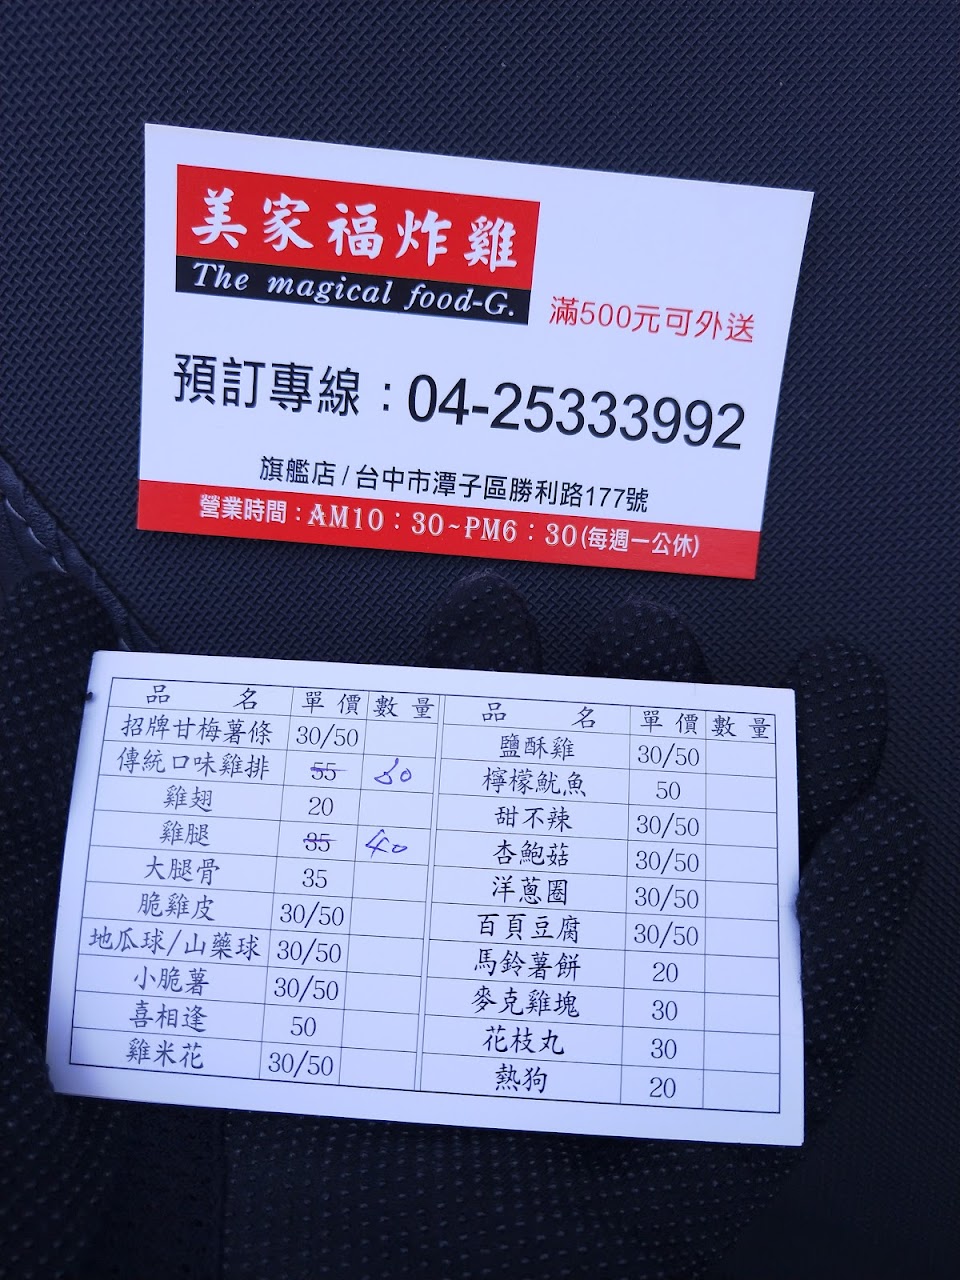 美家福炸雞
The magical food-G.
滿500元可外送
預訂專線：04-25333992
旗艦店/台中市潭子區勝利路177號
營業時間：AM10：30~PM6：30(每週一公休)
品名 單價 數量
招牌甘梅薯條 30/50
傳統口味雞排 55 60
雞翅 20
雞腿 35 40
大腿骨 35
脆雞皮 30/50
地瓜球/山藥球 30/50
小脆薯 30/50
喜相逢 50
雞米花 30/50
品名 單價 數量
鹽酥雞 30/50
檸檬魷魚 50
甜不辣 30/50
杏鮑菇 30/50
洋蔥圈 30/50
百頁豆腐 30/50
馬鈴薯餅 20
麥克雞塊 30
花枝丸 30
熱狗 20